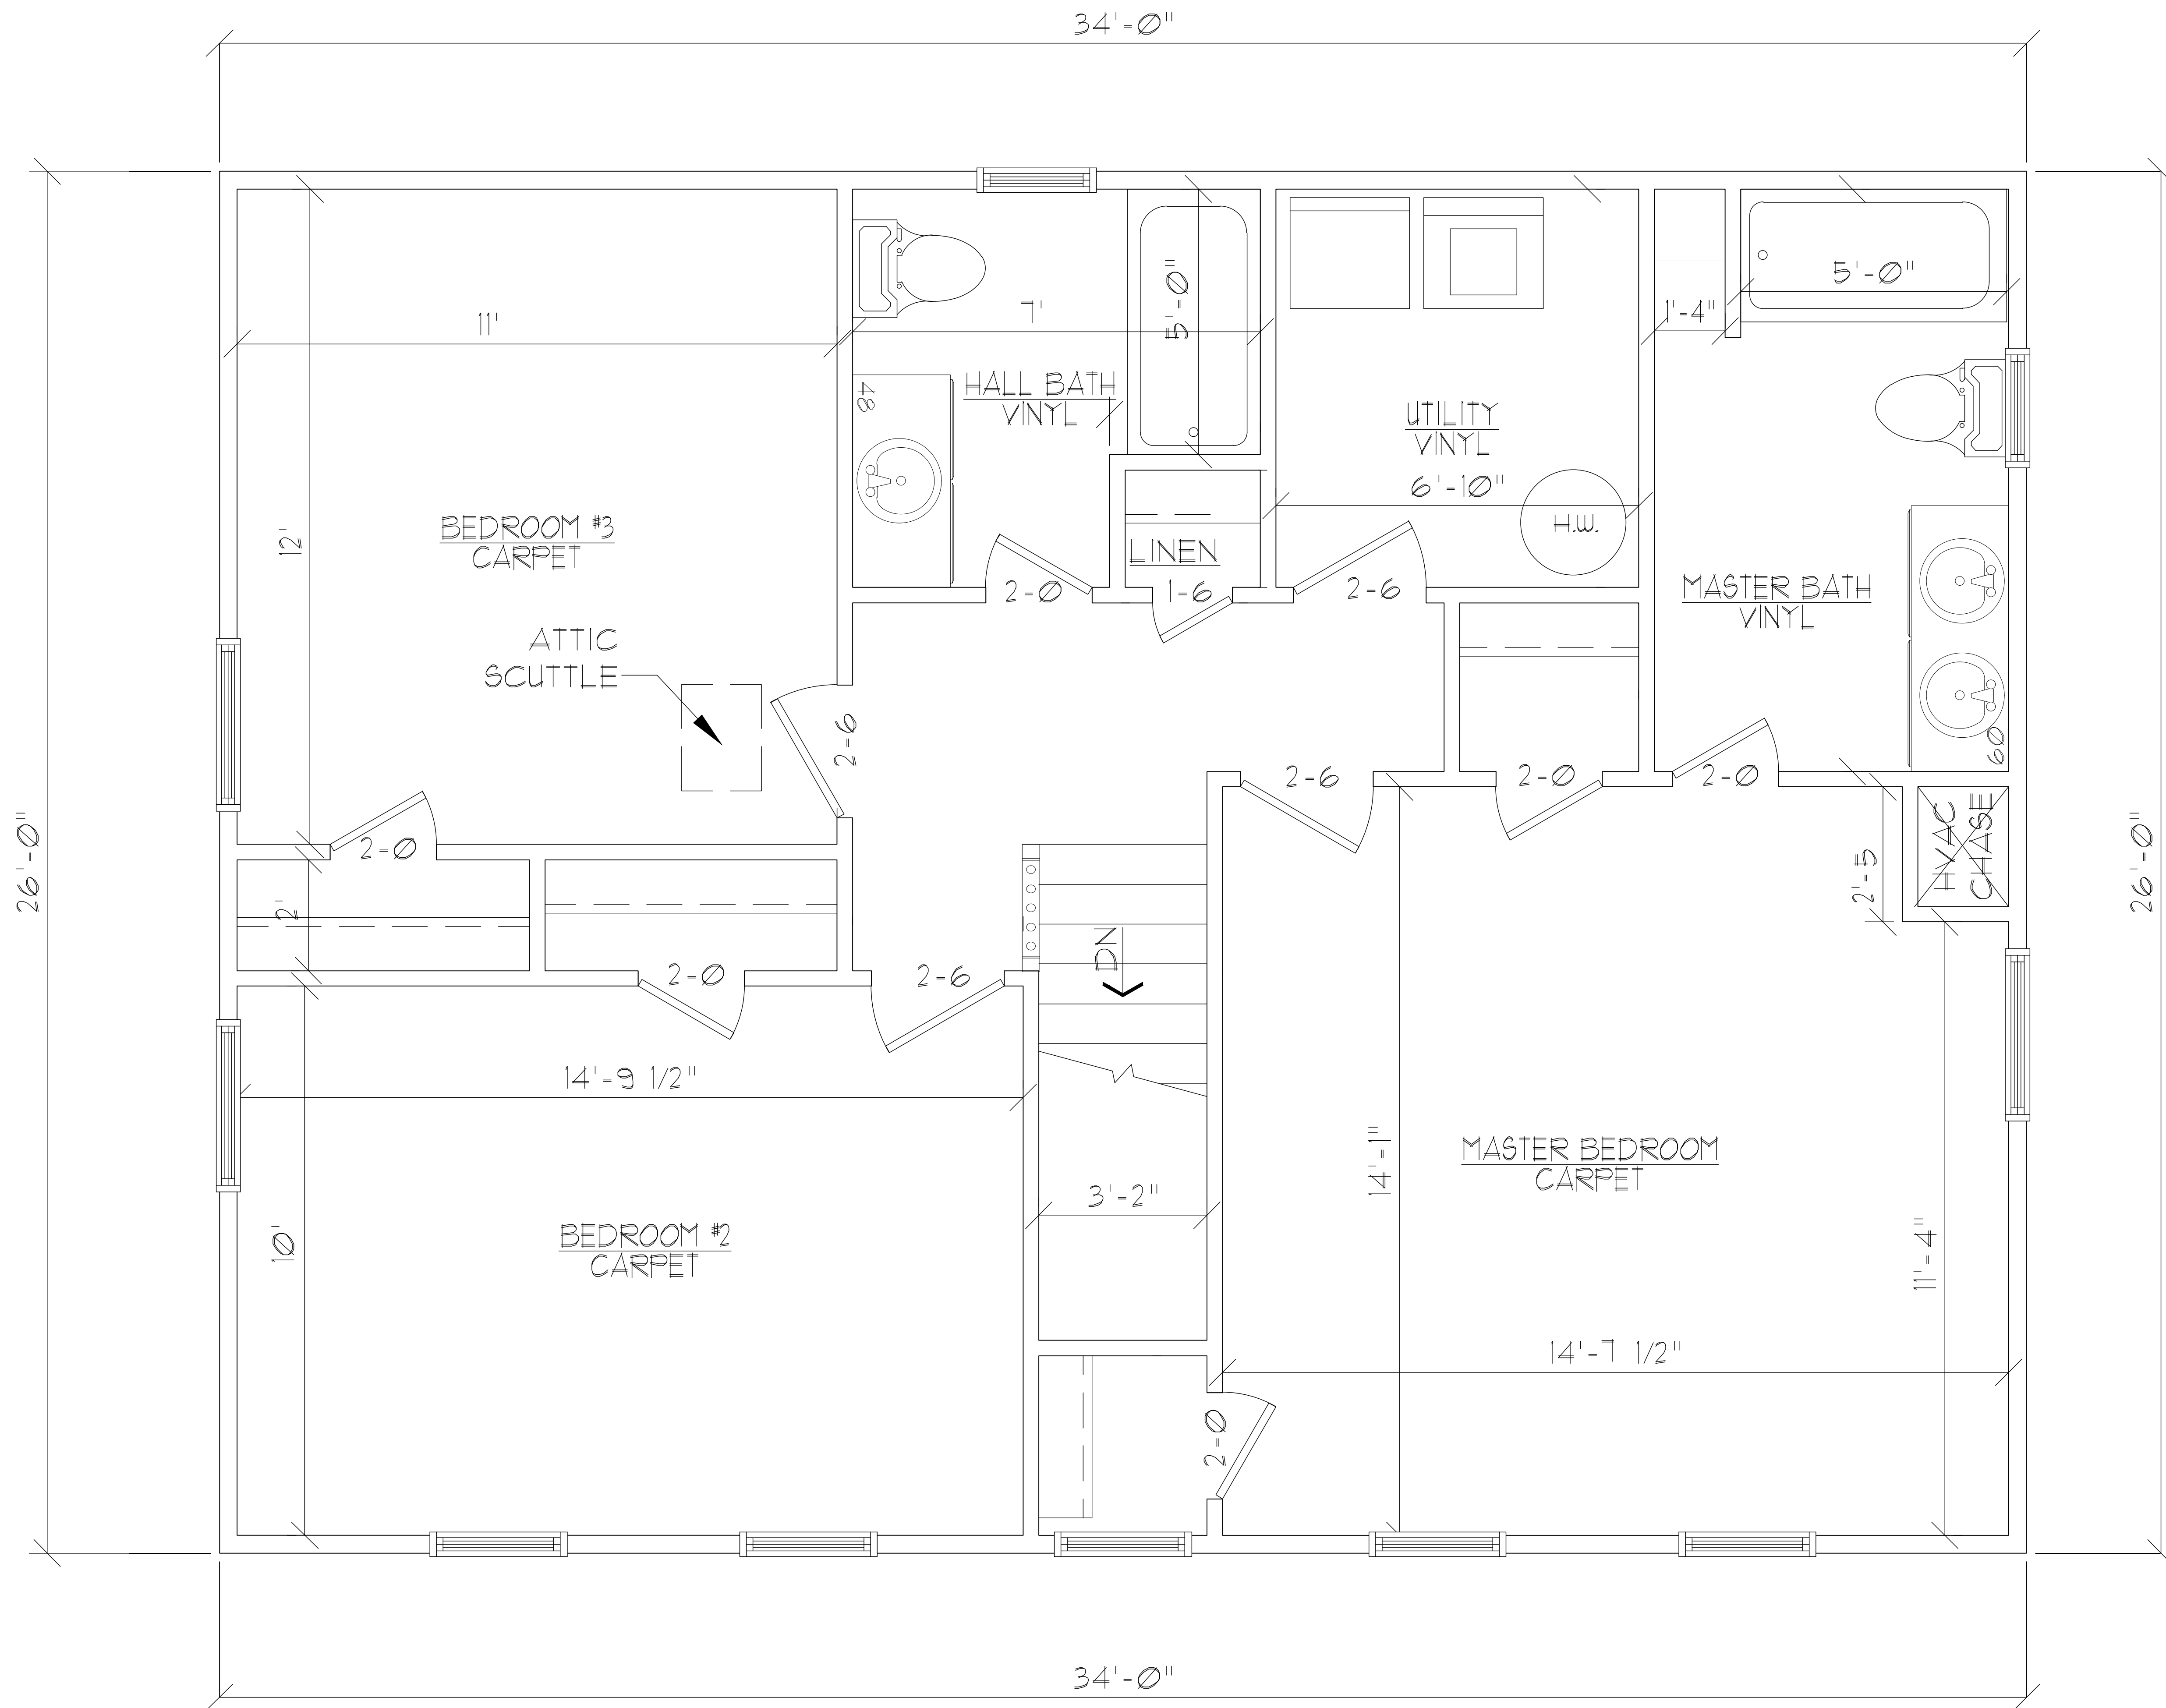 34'-0"
11'
7'
5'-0"
1'-4"
5'-0"
48
HALL BATH
VINYL
UTILITY
VINYL
6'-10"
H.W.
BEDROOM #3
CARPET
12'
LINEN
2-0
1-6
2-6
MASTER BATH
VINYL
ATTIC
SCUTTLE
2-6
2-6
2-0
2-0
60
26'-0"
2-0
2'-5
HVAC
CHASE
26'-0"
2'
2-0
2-6
DN
14'-9 1/2"
14'-1"
MASTER BEDROOM
CARPET
3'-2"
10'
BEDROOM #2
CARPET
11'-4"
14'-7 1/2"
2-0
34'-0"